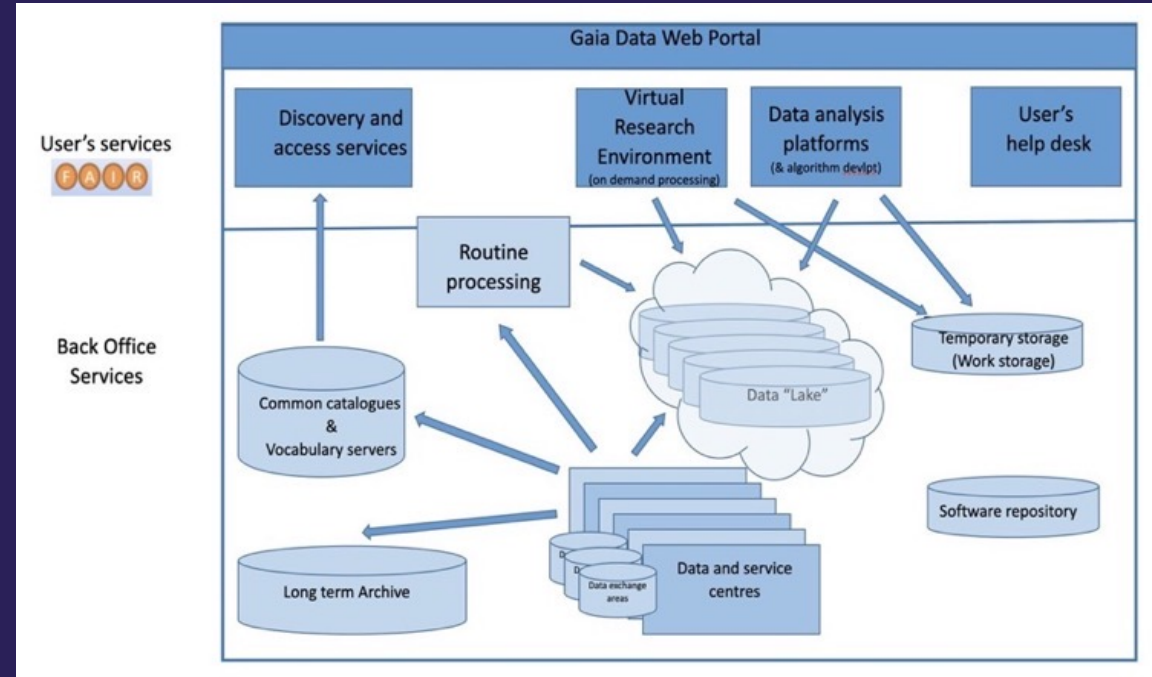 Gaia Data Web Portal
User's services
F A I R
Discovery and
access services
Virtual
Research
Environment
(on demand processing)
Data analysis
platforms
(& algorithm devlpt)
User's
help desk
Back Office
Services
Routine
processing
Common catalogues
&
Vocabulary servers
Data "Lake"
Temporary storage
(Work storage)
Software repository
Long term Archive
D
D
Data exchange
areas
Data and service
centres